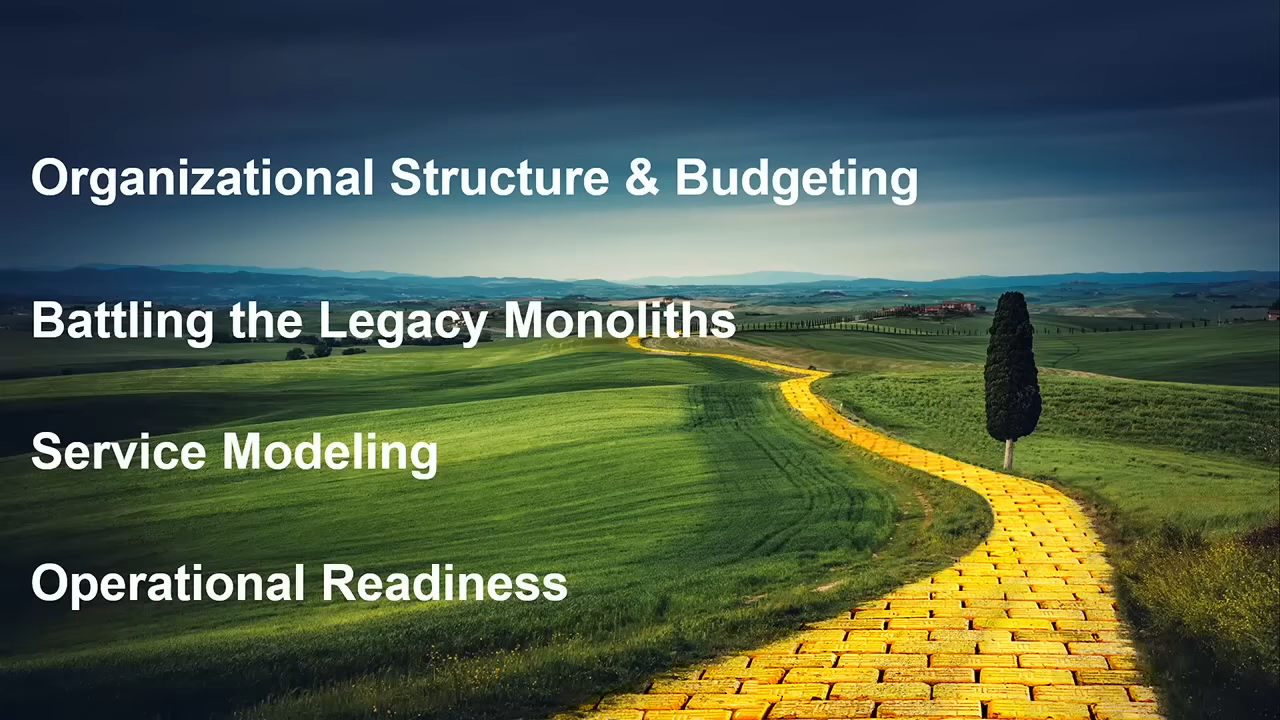 Organizational Structure & Budgeting
Battling the Legacy Monoliths
Service Modeling
Operational Readiness